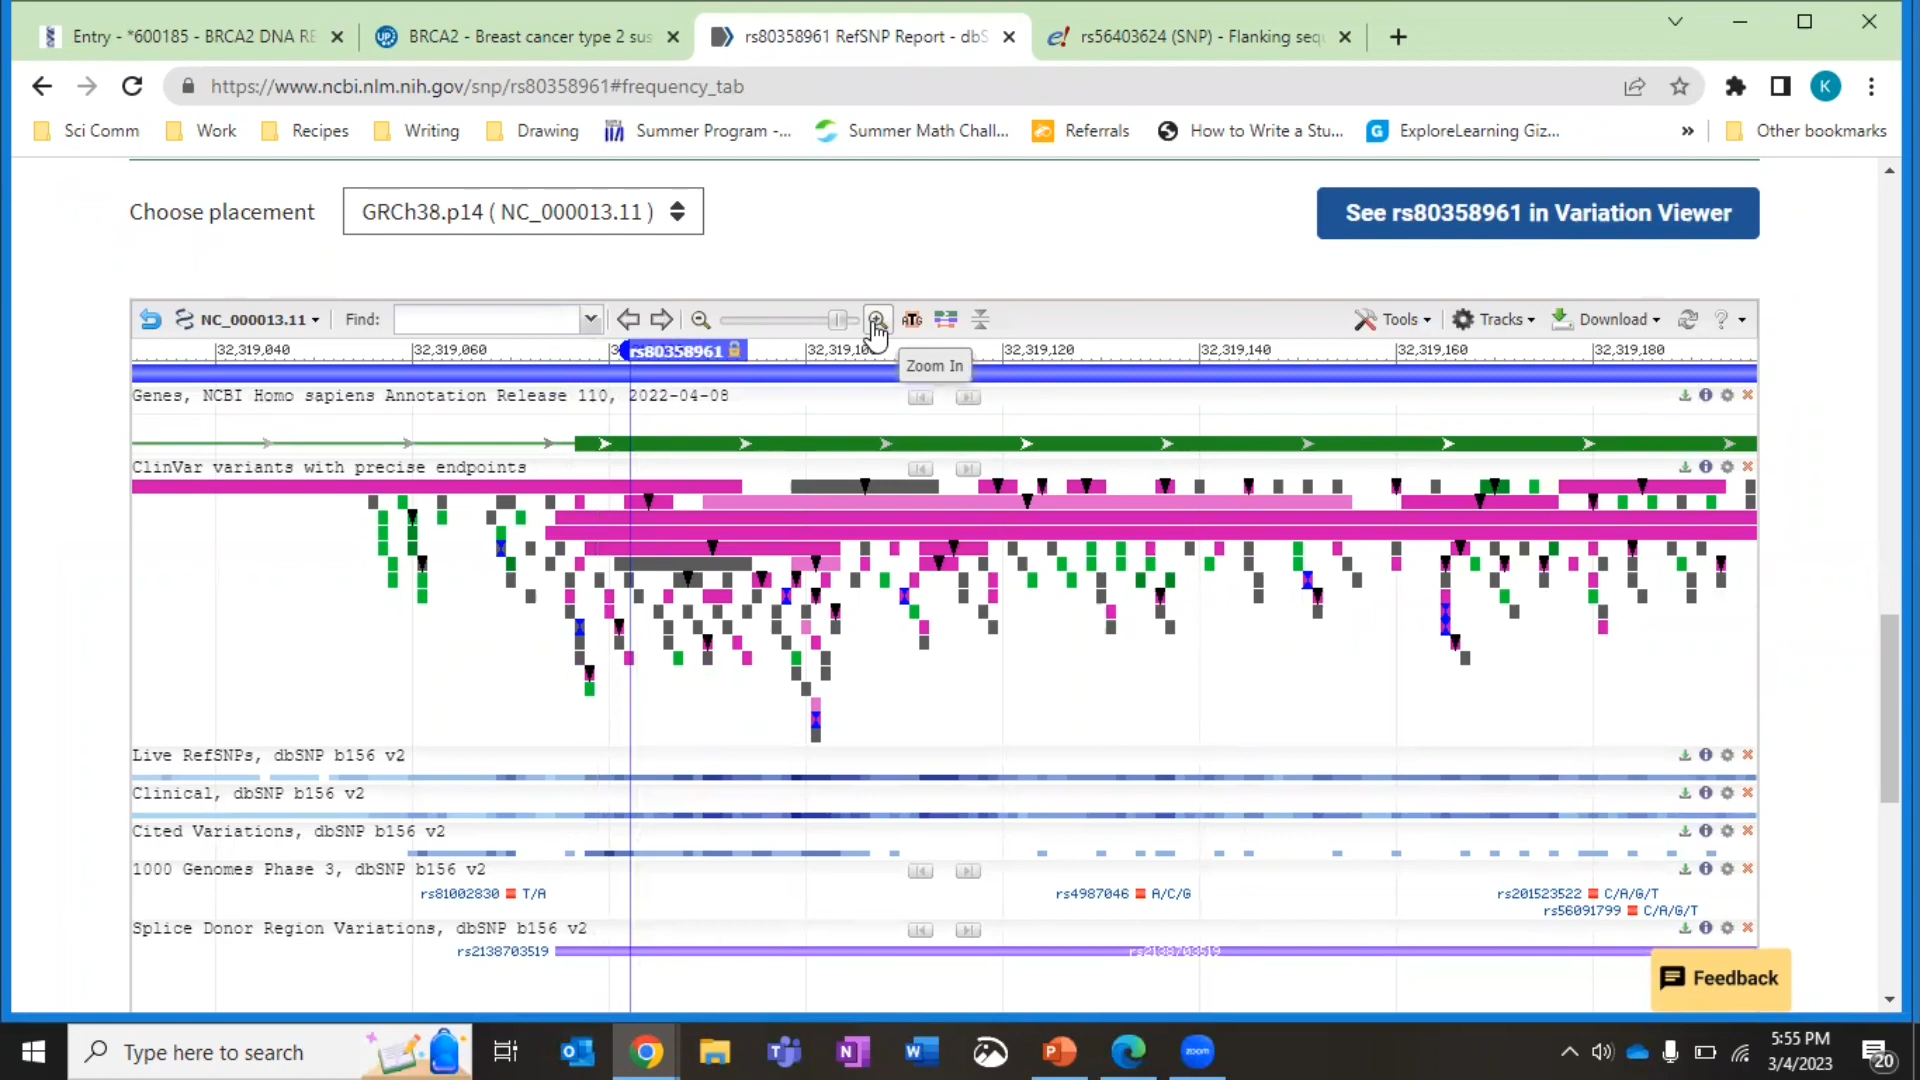 Entry - *600185 - BRCA2 DNA RE
BRCA2 - Breast cancer type 2 sus
rs80358961 RefSNP Report - dbS
rs56403624 (SNP) - Flanking sequ
https://www.ncbi.nlm.nih.gov/snp/rs80358961#frequency_tab
K
Sci Comm
Work
Recipes
Writing
Drawing
Summer Program -...
Summer Math Chall...
Referrals
How to Write a Stu...
ExploreLearning Giz...
»
Other bookmarks
Choose placement
GRCh38.p14 ( NC_000013.11 )
See rs80358961 in Variation Viewer
NC_000013.11
Find:
ATG
Tools
Tracks
Download
?
32,319,040
32,319,060
rs80358961
32,319,120
32,319,140
32,319,160
32,319,180
Zoom In
Genes, NCBI Homo sapiens Annotation Release 110, 2022-04-08
ClinVar variants with precise endpoints
Live RefSNPs, dbSNP b156 v2
Clinical, dbSNP b156 v2
Cited Variations, dbSNP b156 v2
1000 Genomes Phase 3, dbSNP b156 v2
rs81002830 T/A
rs4987046 A/C/G
rs201523522 C/A/G/T
rs56091799 C/A/G/T
Splice Donor Region Variations, dbSNP b156 v2
rs2138703519
rs2138703519
Feedback
Type here to search
zoom
5:55 PM
3/4/2023
20